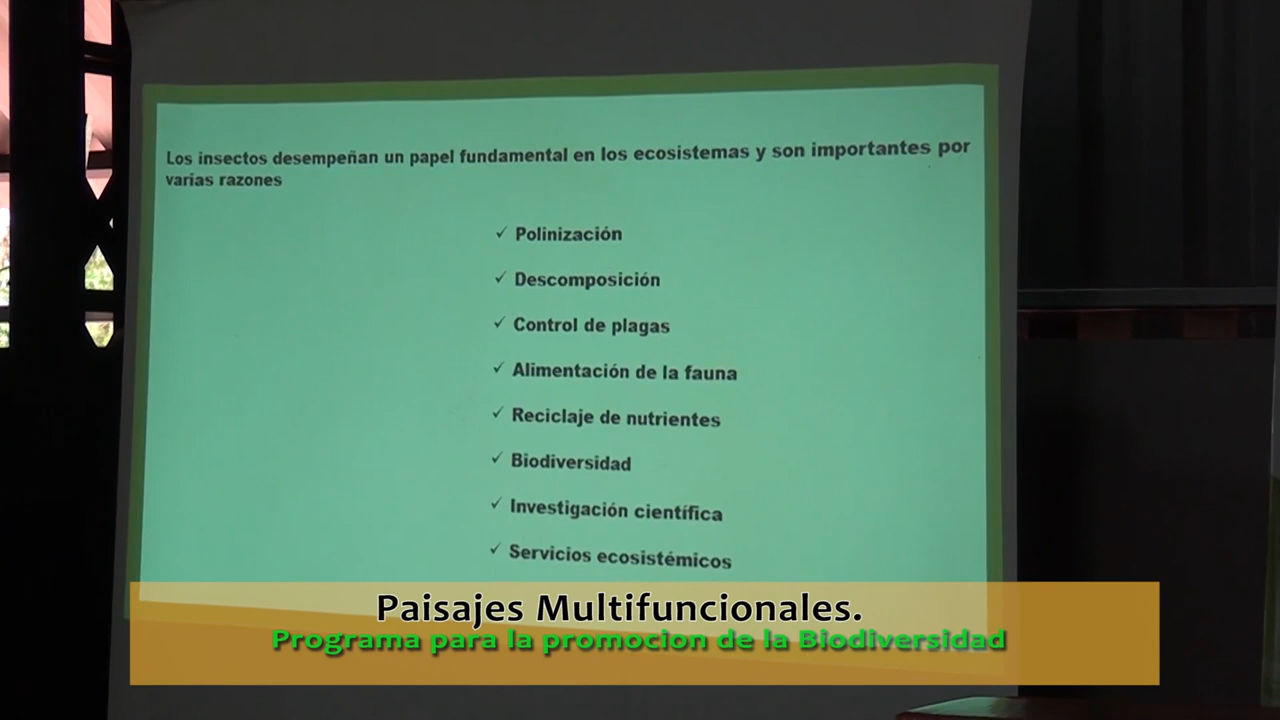 Los insectos desempeñan un papel fundamental en los ecosistemas y son importantes por
varias razones
✓ Polinización
✓ Descomposición
✓ Control de plagas
✓ Alimentación de la fauna
✓ Reciclaje de nutrientes
✓ Biodiversidad
✓ Investigación científica
✓ Servicios ecosistémicos
Paisajes Multifuncionales.
Programa para la promocion de la Biodiversidad